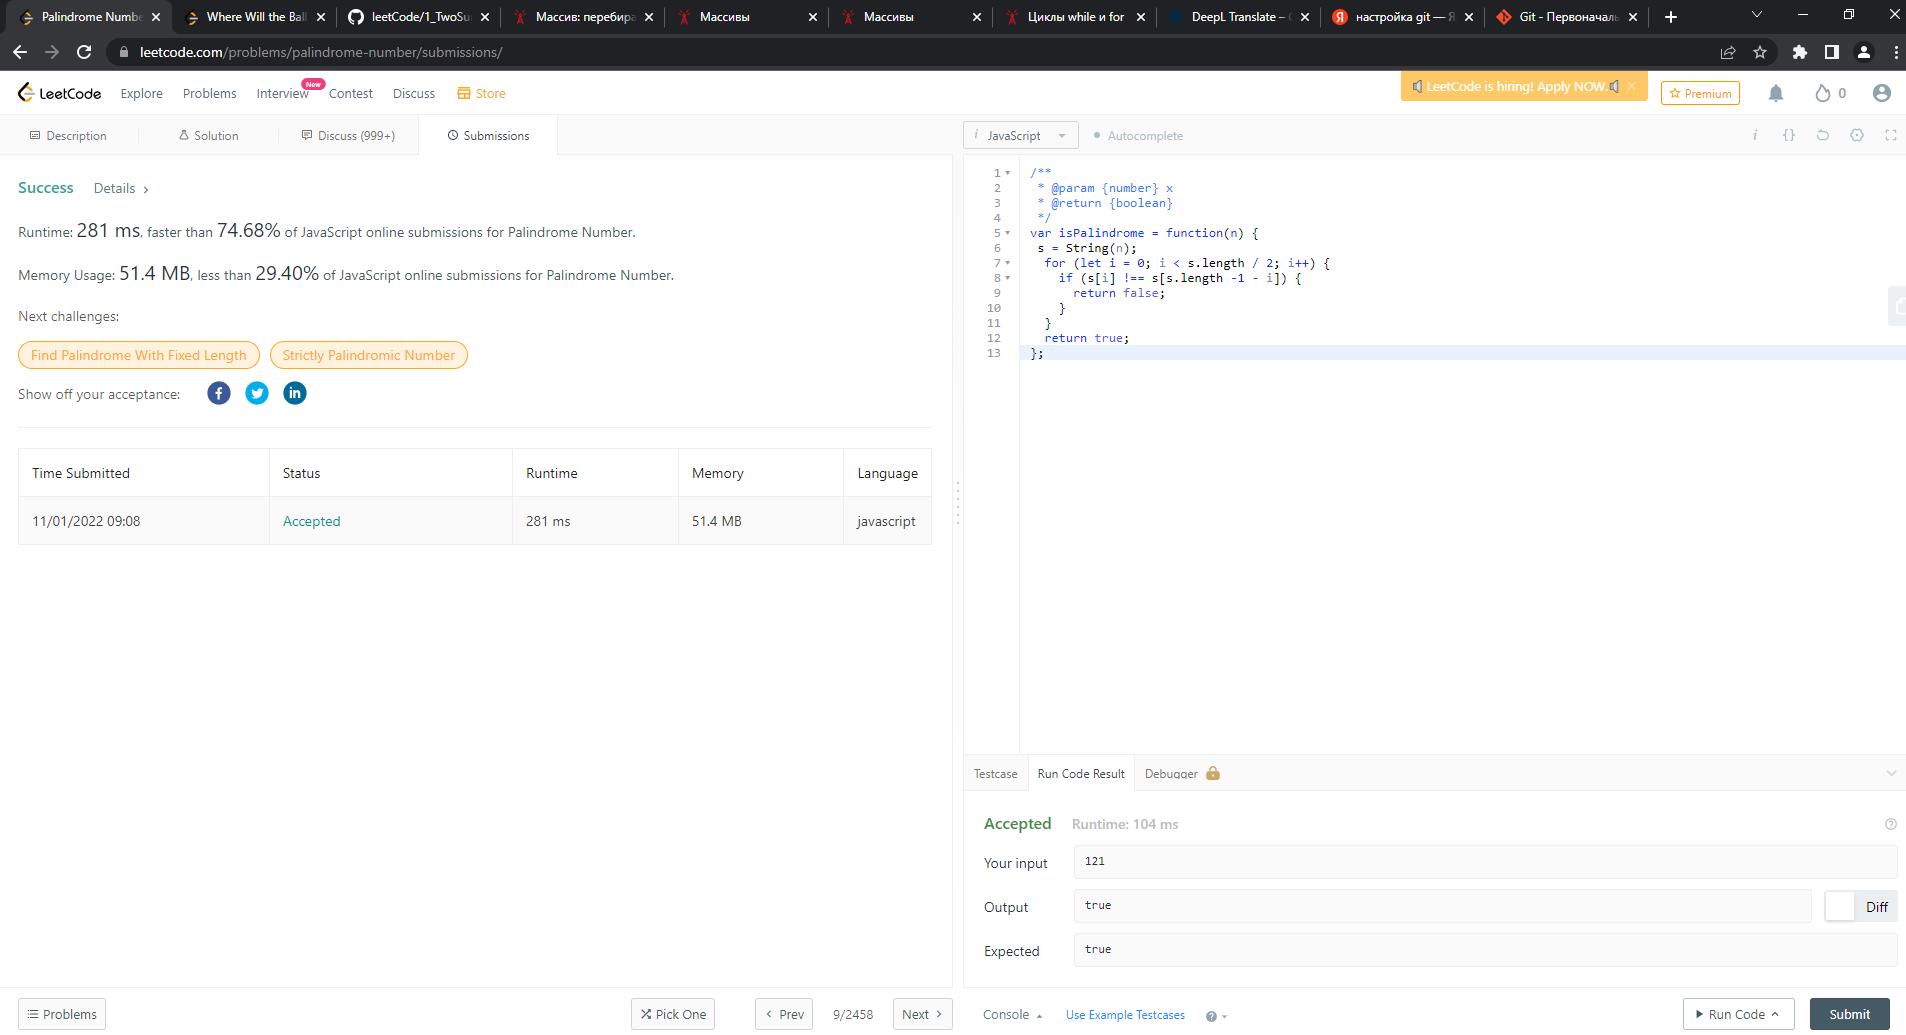 Palindrome Numbe
Where Will the Ball
leetCode/1_TwoSu
Массив: перебира
Массивы
Массивы
Циклы while и for
DeepL Translate –
настройка git — Я
Git - Первоначаль
leetcode.com/problems/palindrome-number/submissions/
LeetCode
Explore
Problems
Interview
New
Contest
Discuss
Store
LeetCode is hiring! Apply NOW.
Premium
0
Description
Solution
Discuss (999+)
Submissions
i JavaScript
Autocomplete
i {}
Success Details >
Runtime: 281 ms, faster than 74.68% of JavaScript online submissions for Palindrome Number.
Memory Usage: 51.4 MB, less than 29.40% of JavaScript online submissions for Palindrome Number.
Next challenges:
Find Palindrome With Fixed Length
Strictly Palindromic Number
Show off your acceptance:
Time Submitted Status Runtime Memory Language
11/01/2022 09:08 Accepted 281 ms 51.4 MB javascript
1 /**
2 * @param {number} x
3 * @return {boolean}
4 */
5 var isPalindrome = function(n) {
6 s = String(n);
7 for (let i = 0; i < s.length / 2; i++) {
8 if (s[i] !== s[s.length -1 - i]) {
9 return false;
10 }
11 }
12 return true;
13 };
Testcase Run Code Result Debugger
Accepted Runtime: 104 ms
Your input 121
Output true Diff
Expected true
Problems
Pick One
< Prev
9/2458
Next >
Console
Use Example Testcases
Run Code
Submit